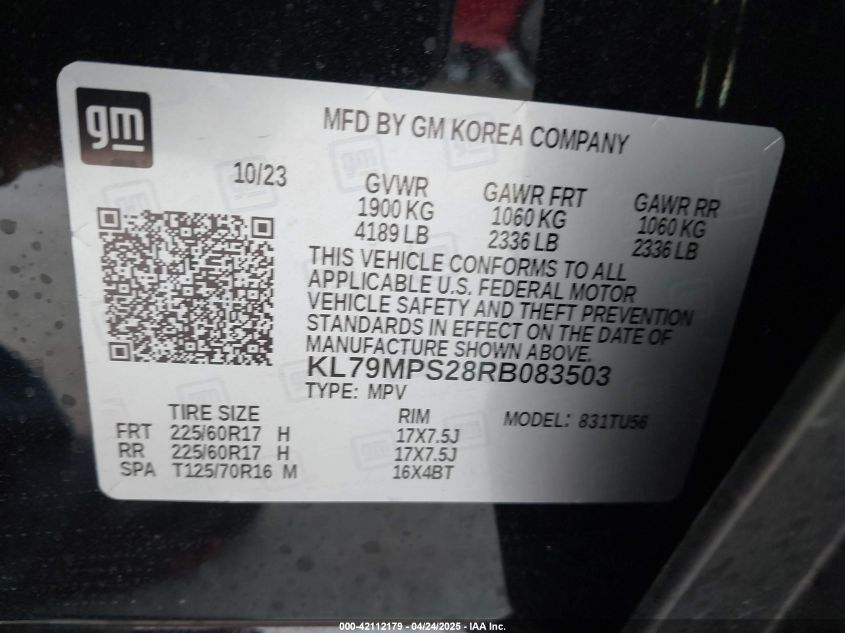 gm
MFD BY GM KOREA COMPANY
10/23
GVWR GAWR FRT GAWR RR
1900 KG 1060 KG 1060 KG
4189 LB 2336 LB 2336 LB
THIS VEHICLE CONFORMS TO ALL
APPLICABLE U.S. FEDERAL MOTOR
VEHICLE SAFETY AND THEFT PREVENTION
STANDARDS IN EFFECT ON THE DATE OF
MANUFACTURE SHOWN ABOVE.
KL79MPS28RB083503
TYPE: MPV
TIRE SIZE RIM MODEL: 831TU56
FRT 225/60R17 H 17X7.5J
RR 225/60R17 H 17X7.5J
SPA T125/70R16 M 16X4BT
000-42112179 - 04/24/2025 - IAA Inc.